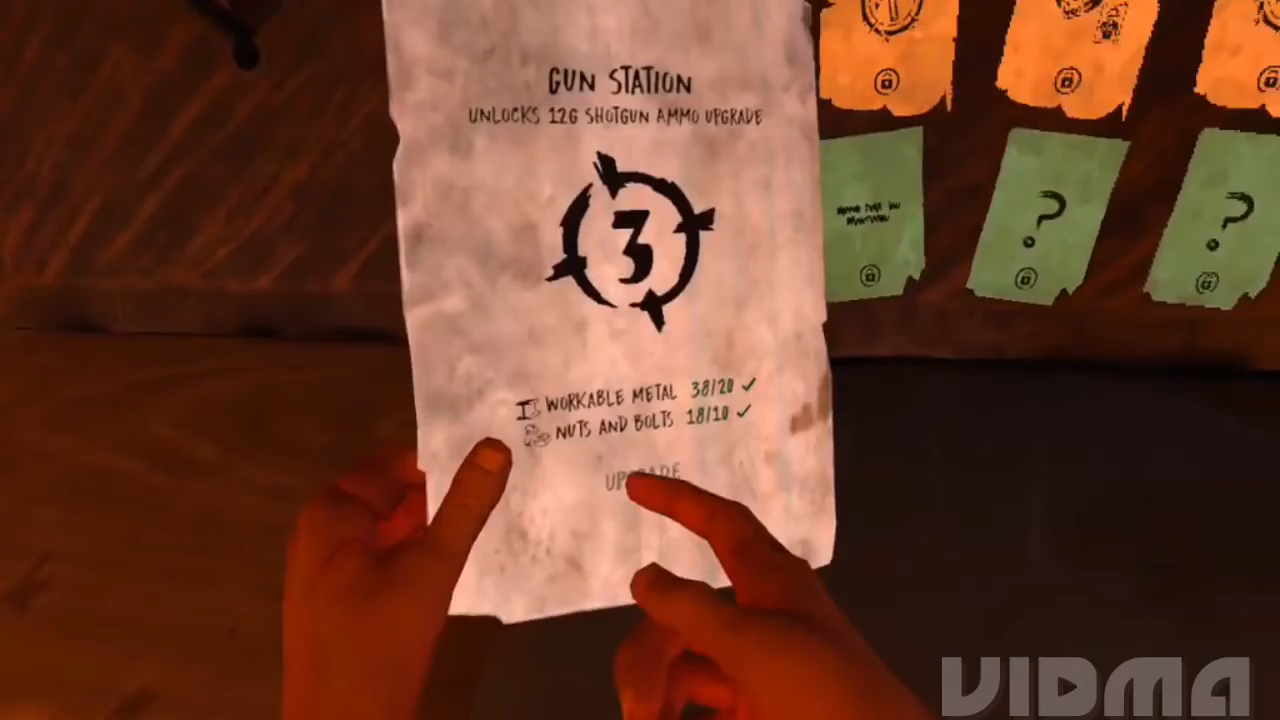 GUN STATION
UNLOCKS 12G SHOTGUN AMMO UPGRADE
3
WORKABLE METAL 38/20 ✓
NUTS AND BOLTS 18/10 ✓
UPGRADE
?
?
VIDMA